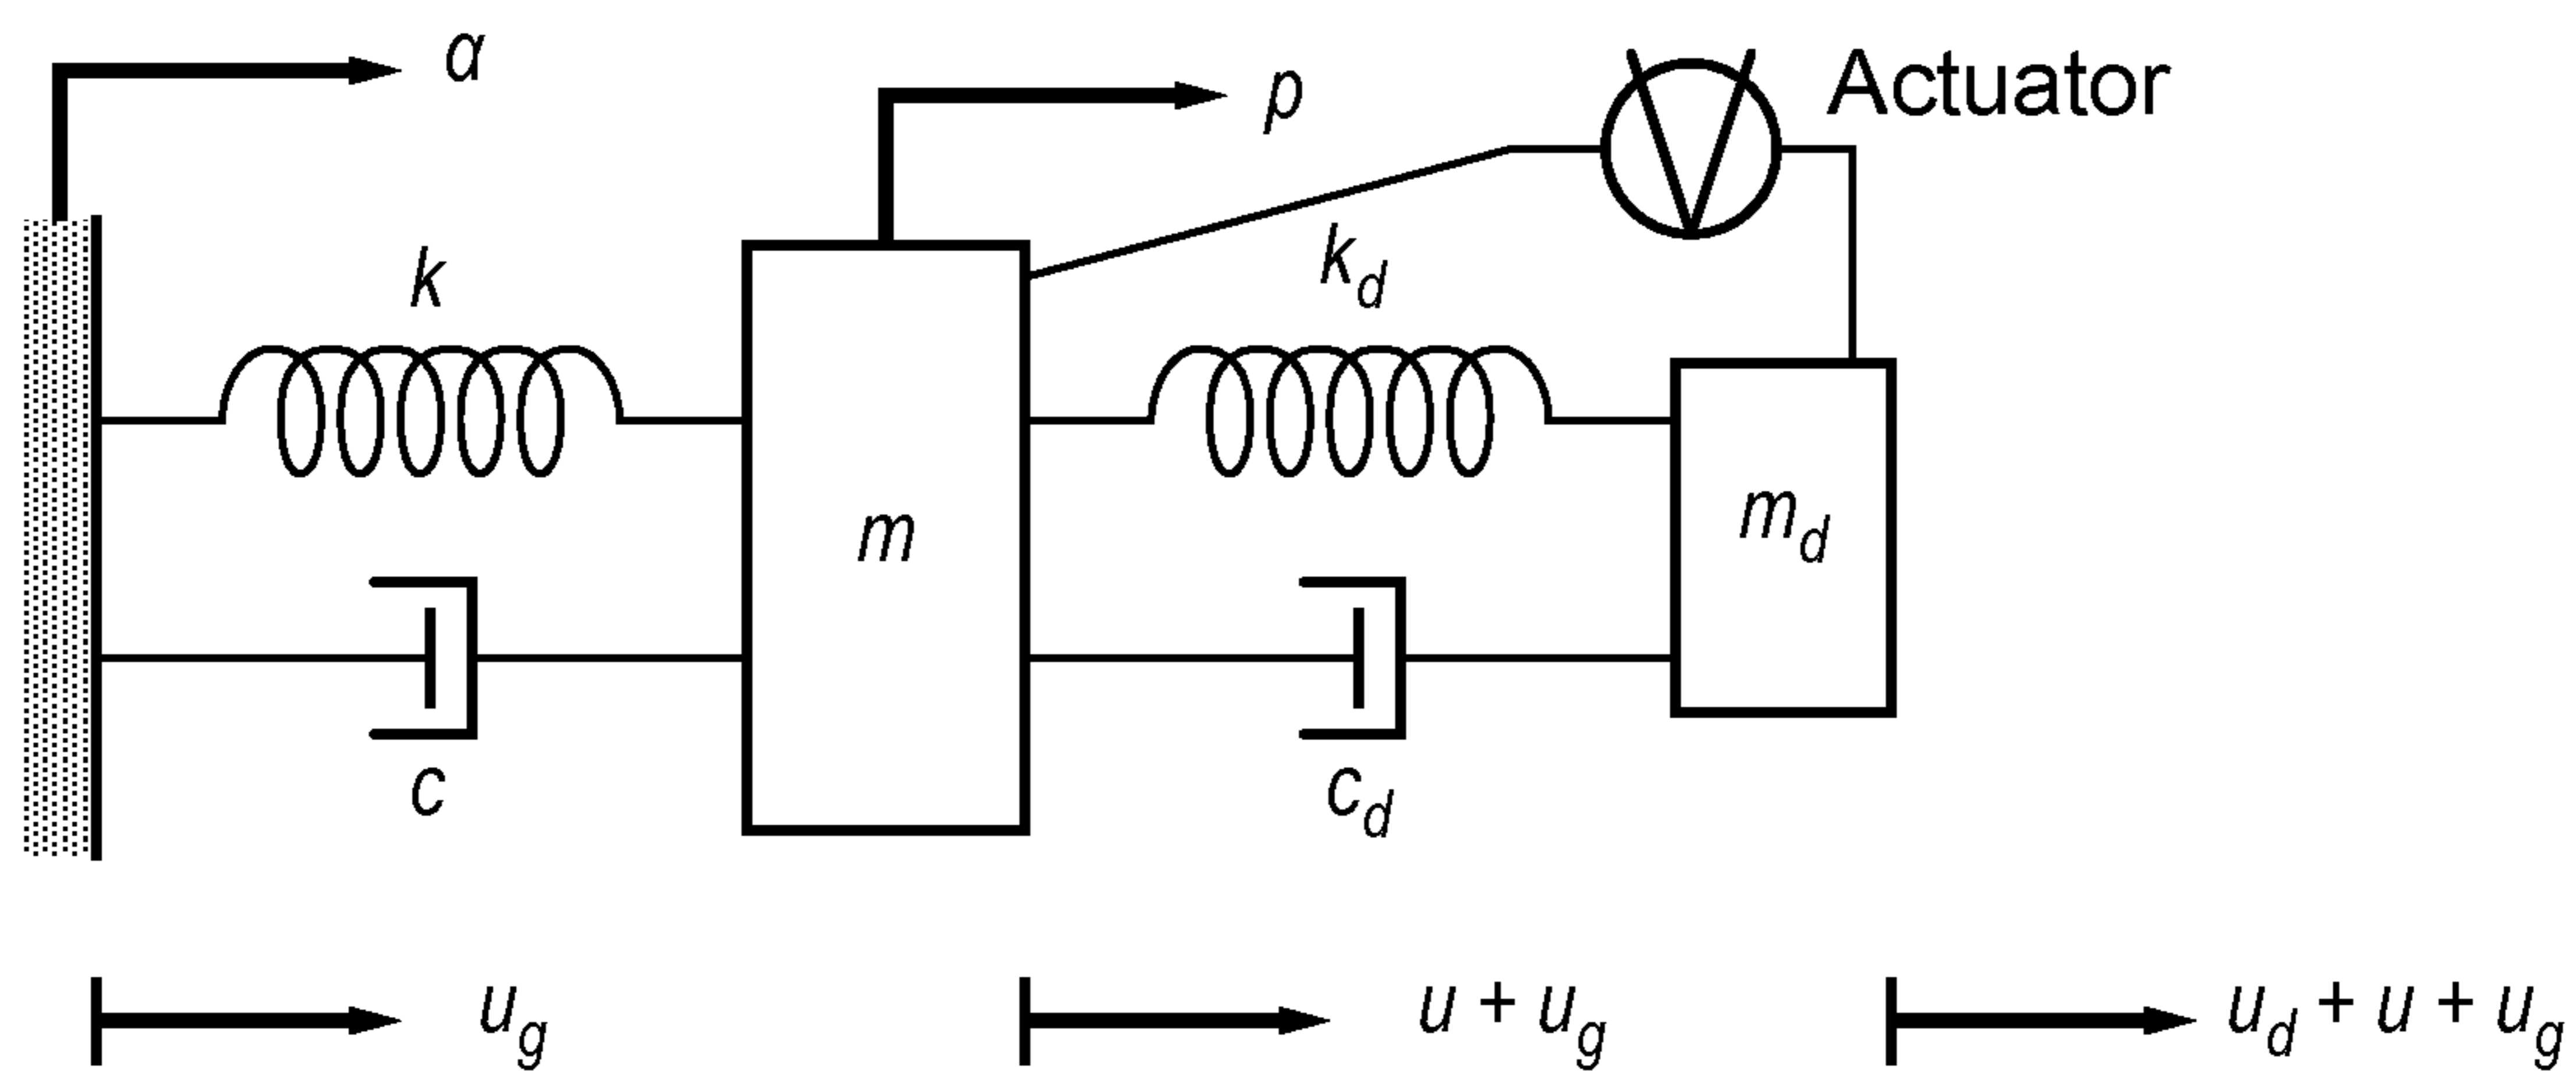 α
p
Actuator
k
k_d
m
m_d
c
c_d
u_g
u + u_g
u_d + u + u_g